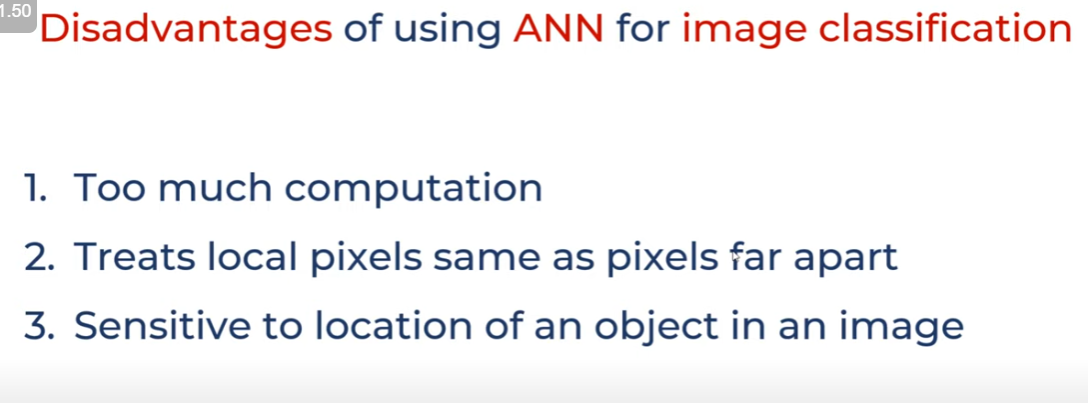 1.50
Disadvantages of using ANN for image classification
1. Too much computation
2. Treats local pixels same as pixels far apart
3. Sensitive to location of an object in an image